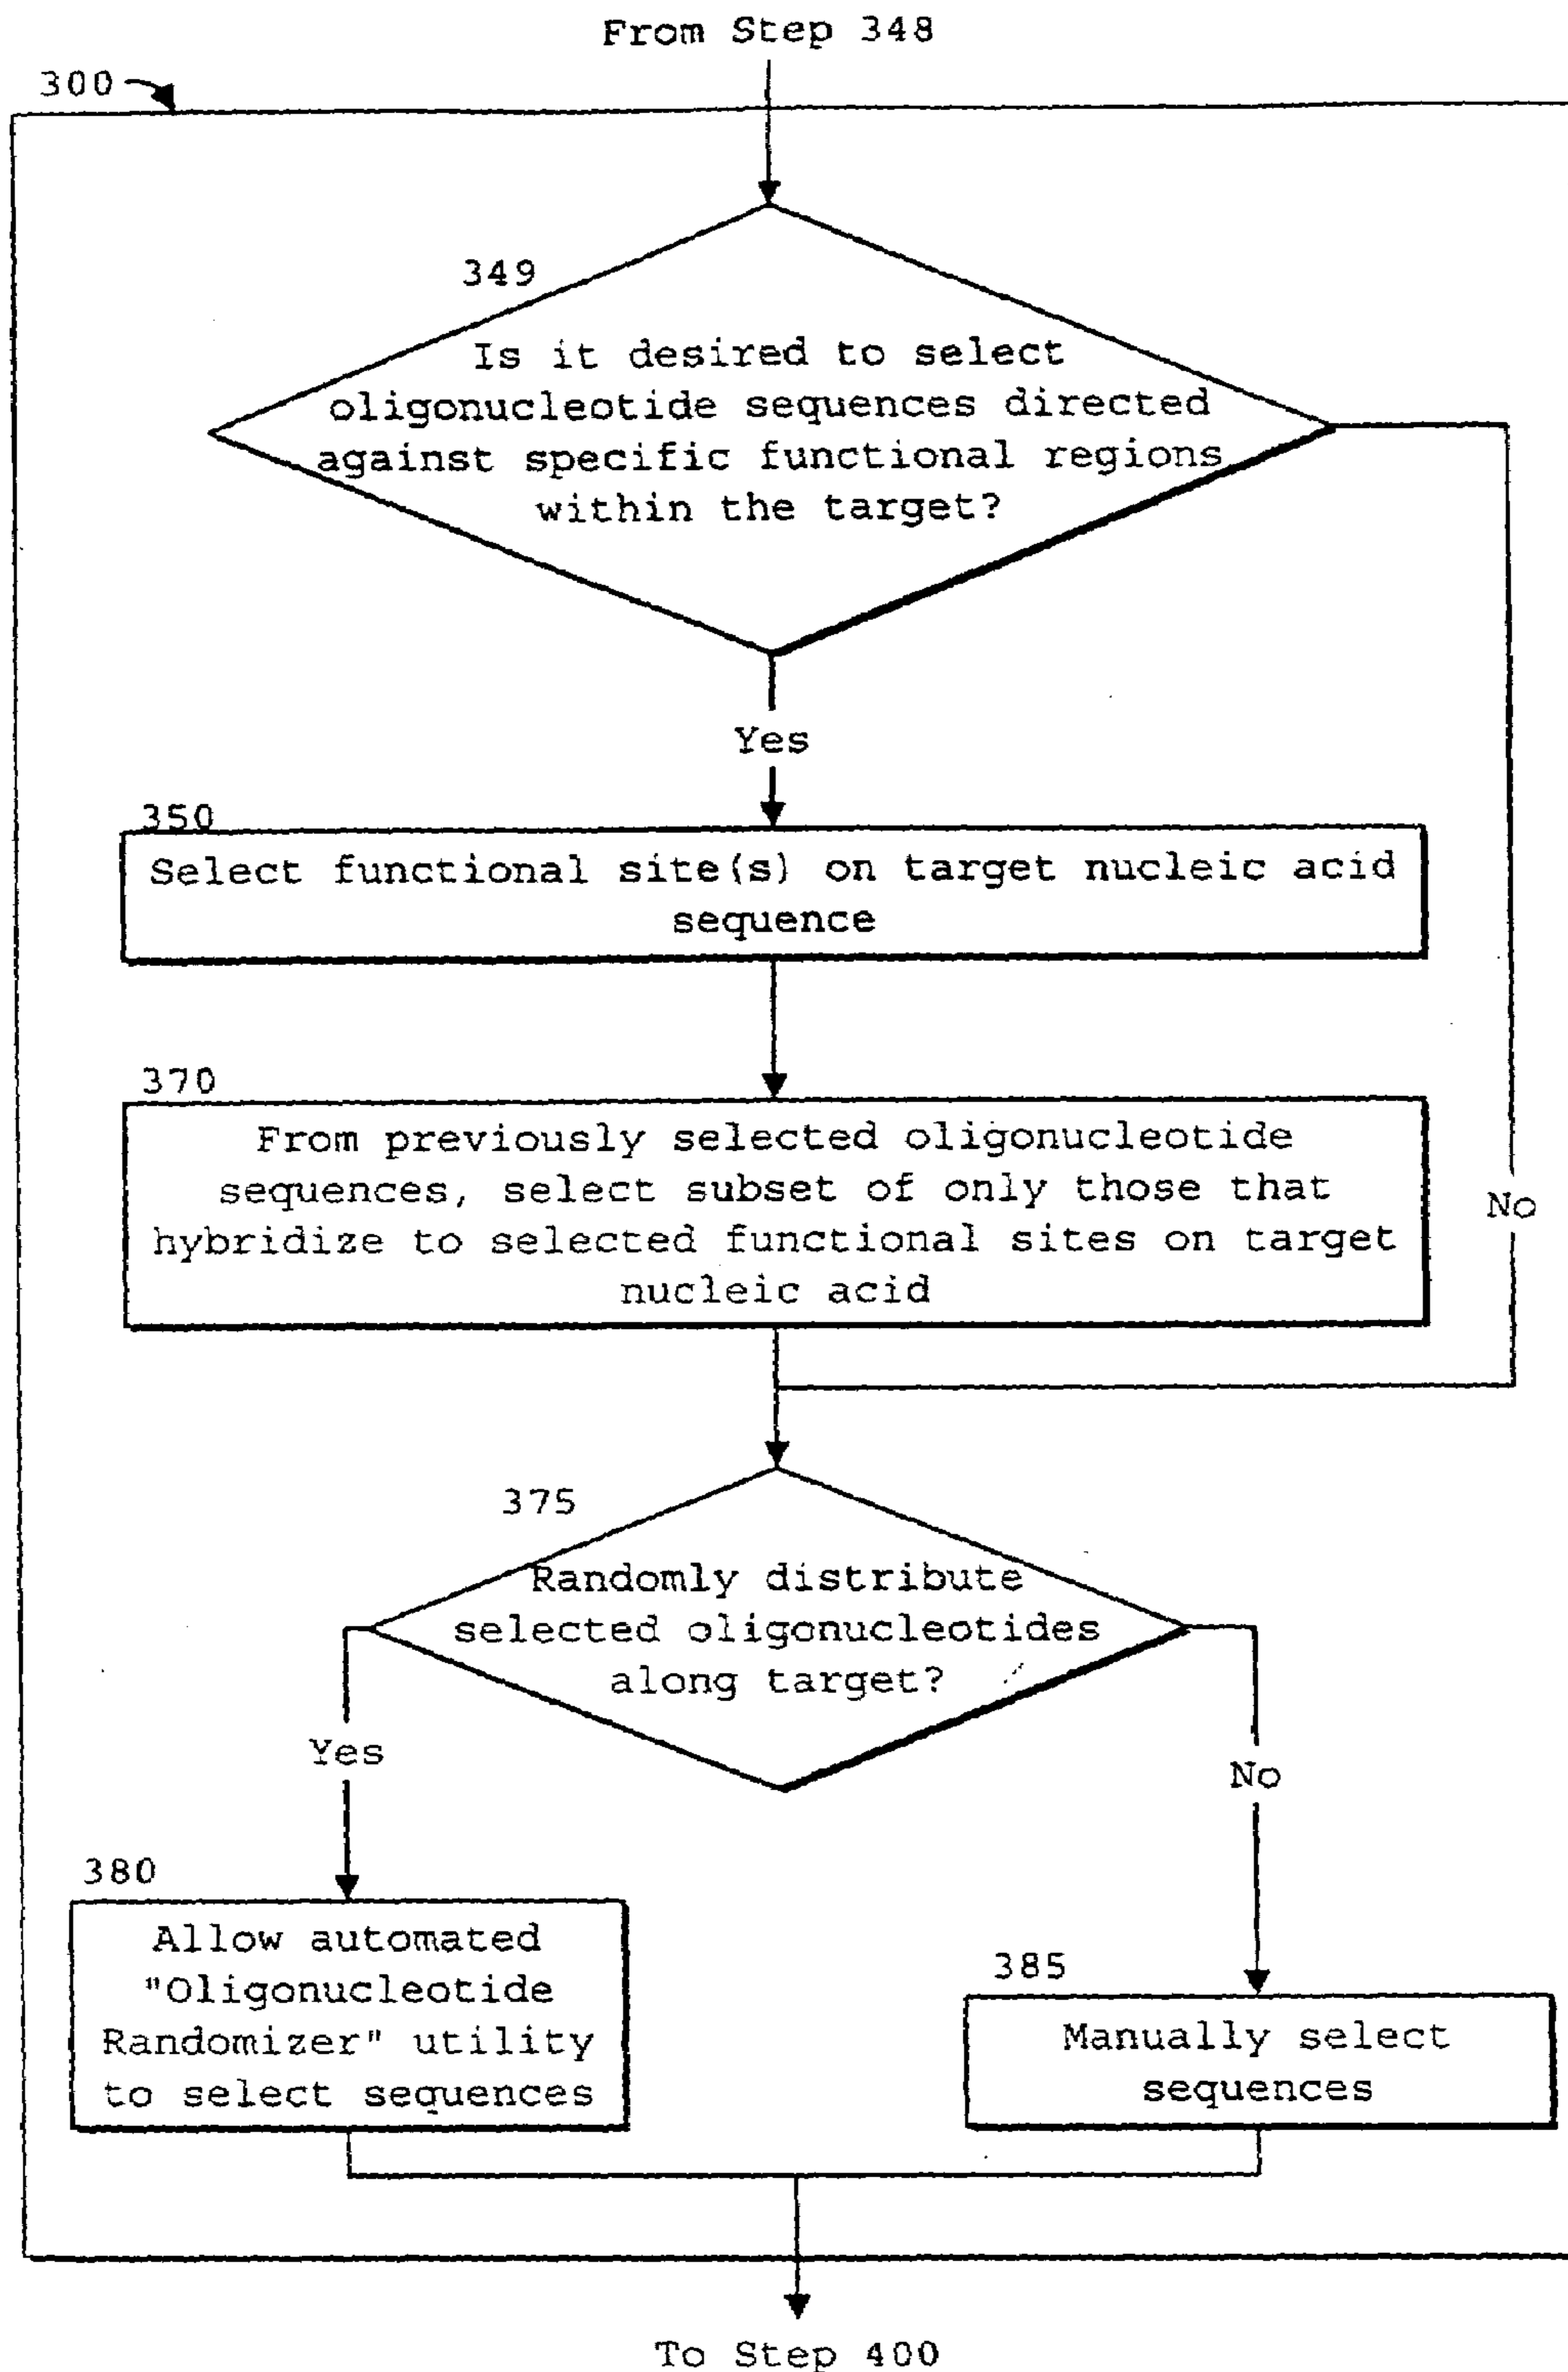 From Step 348
300
349
Is it desired to select
oligonucleotide sequences directed
against specific functional regions
within the target?
Yes
350
Select functional site(s) on target nucleic acid
sequence
370
From previously selected oligonucleotide
sequences, select subset of only those that
hybridize to selected functional sites on target
nucleic acid
No
375
Randomly distribute
selected oligonucleotides
along target?
Yes
No
380
Allow automated
"Oligonucleotide
Randomizer" utility
to select sequences
385
Manually select
sequences
To Step 400